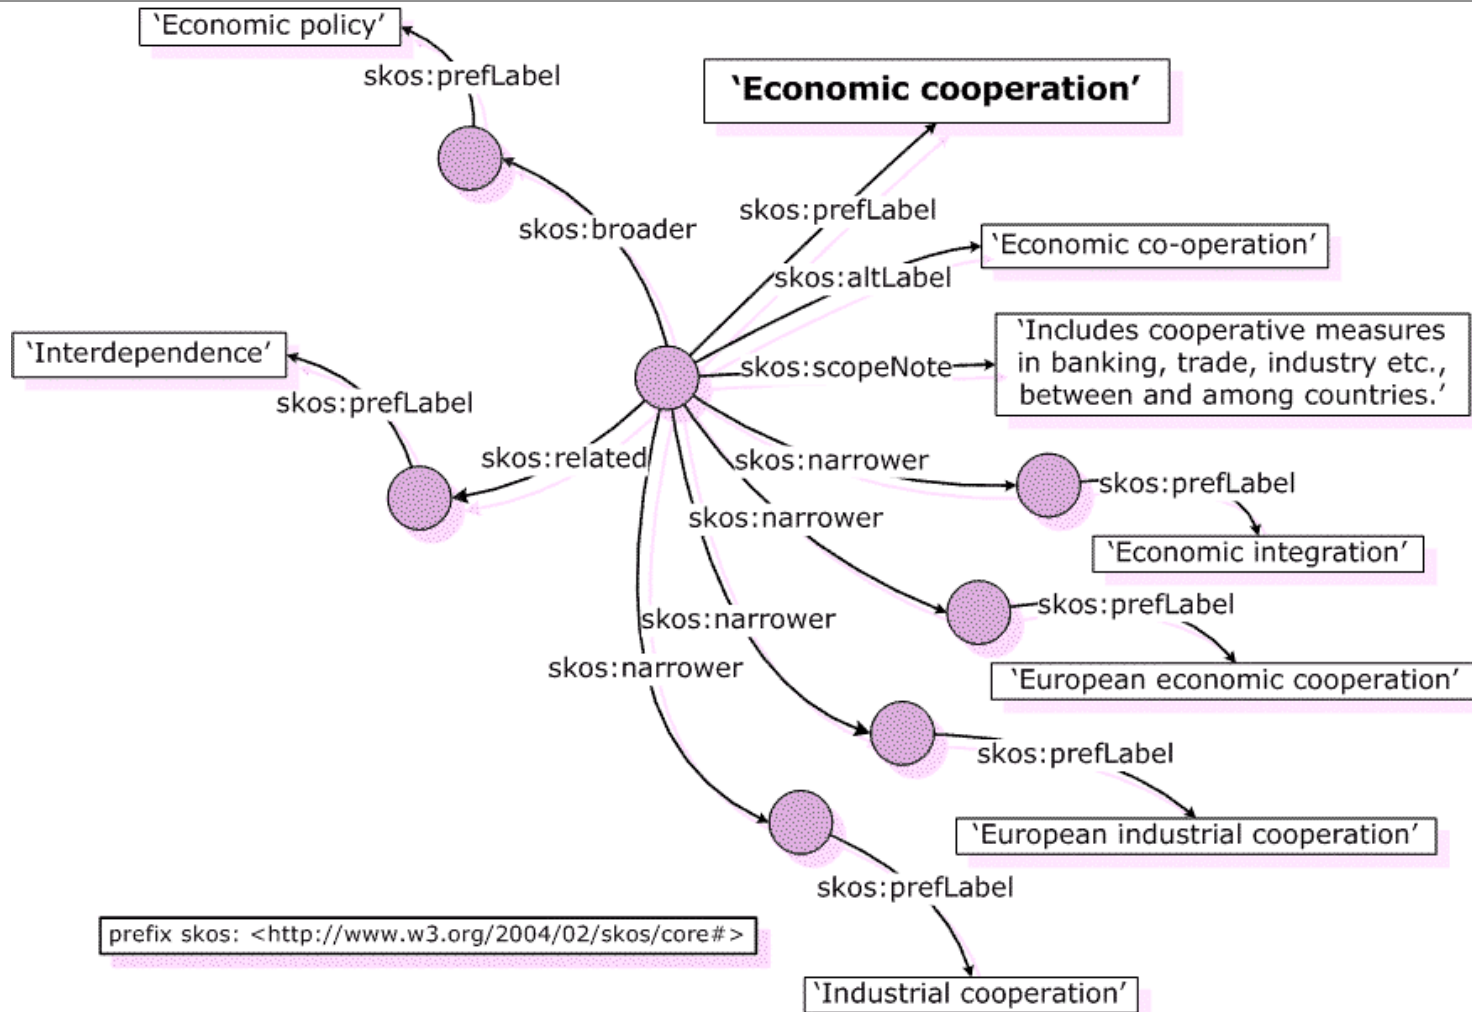 ‘Economic policy’
skos:prefLabel
‘Economic cooperation’
skos:prefLabel
skos:broader
‘Economic co-operation’
skos:altLabel
‘Interdependence’
skos:prefLabel
skos:scopeNote
‘Includes cooperative measures
in banking, trade, industry etc.,
between and among countries.’
skos:related
skos:narrower
skos:prefLabel
skos:narrower
‘Economic integration’
skos:narrower
skos:prefLabel
skos:narrower
‘European economic cooperation’
skos:prefLabel
‘European industrial cooperation’
skos:prefLabel
prefix skos: <http://www.w3.org/2004/02/skos/core#>
‘Industrial cooperation’